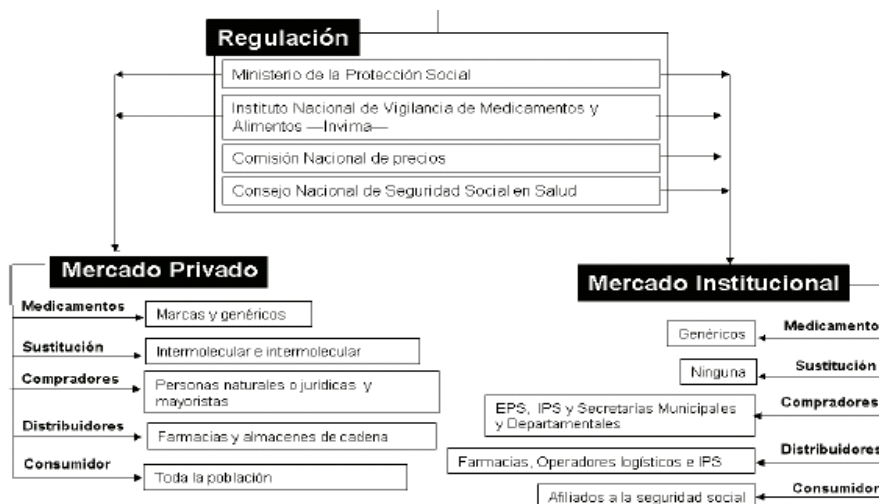 Regulación
Ministerio de la Protección Social
Instituto Nacional de Vigilancia de Medicamentos y
Alimentos —Invima—
Comisión Nacional de precios
Consejo Nacional de Seguridad Social en Salud
Mercado Privado
Medicamentos
Marcas y genéricos
Sustitución
Intermolecular e intermolecular
Compradores
Personas naturales o jurídicas y
mayoristas
Distribuidores
Farmacias y almacenes de cadena
Consumidor
Toda la población
Mercado Institucional
Medicamento
Genéricos
Sustitución
Ninguna
Compradores
EPS, IPS y Secretarías Municipales
y Departamentales
Distribuidores
Farmacias, Operadores logísticos e IPS
Consumidor
Afiliados a la seguridad social